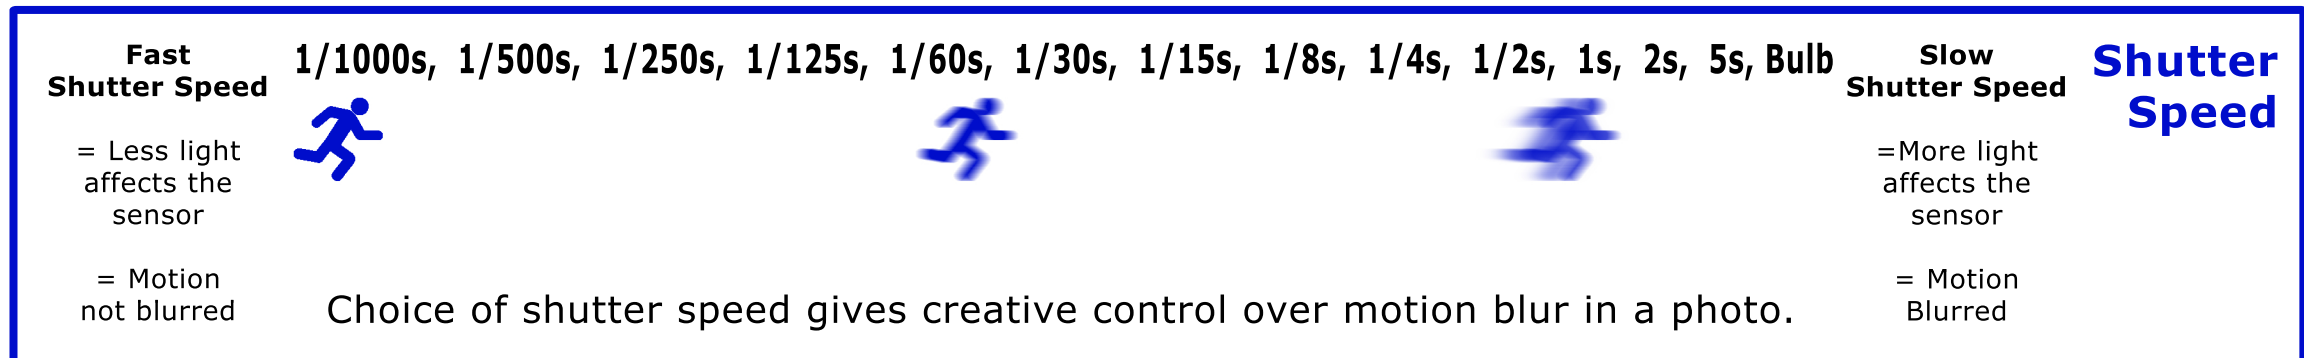 Fast
Shutter Speed
= Less light
affects the
sensor
= Motion
not blurred
1/1000s, 1/500s, 1/250s, 1/125s, 1/60s, 1/30s, 1/15s, 1/8s, 1/4s, 1/2s, 1s, 2s, 5s, Bulb
Choice of shutter speed gives creative control over motion blur in a photo.
Slow
Shutter Speed
=More light
affects the
sensor
= Motion
Blurred
Shutter
Speed